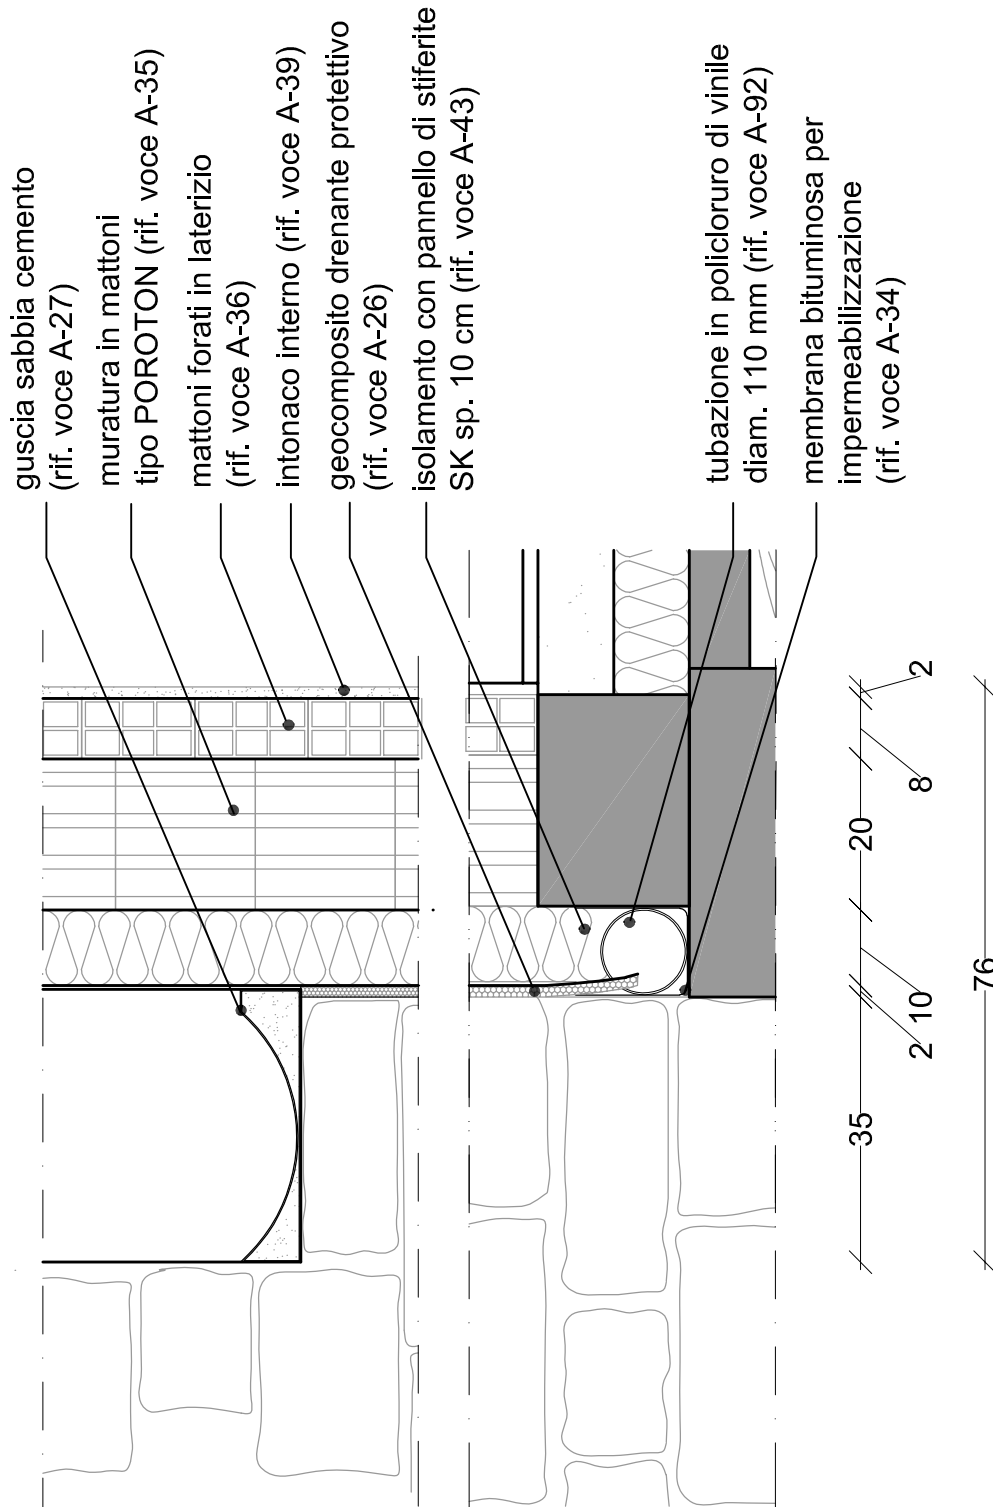 guscia sabbia cemento
(rif. voce A-27)
muratura in mattoni
tipo POROTON (rif. voce A-35)
mattoni forati in laterizio
(rif. voce A-36)
intonaco interno (rif. voce A-39)
geocomposito drenante protettivo
(rif. voce A-26)
isolamento con pannello di stiferite
SK sp. 10 cm (rif. voce A-43)
tubazione in policloruro di vinile
diam. 110 mm (rif. voce A-92)
membrana bituminosa per
impermeabilizzazione
(rif. voce A-34)
35
2
10
20
8
2
76